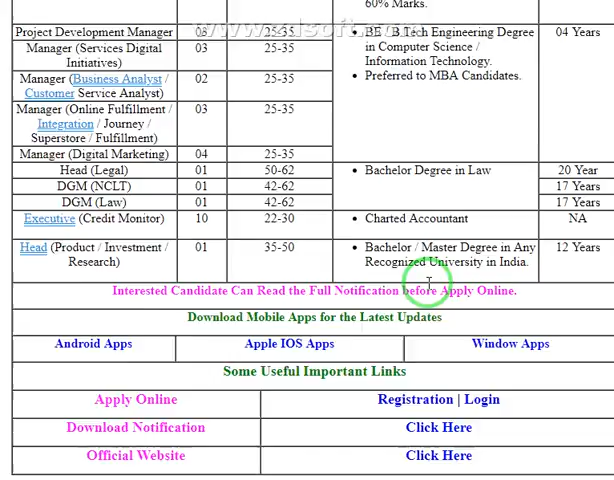 60% Marks.
www.zdsoft.com
Project Development Manager 03 25-35 BE / B Tech Engineering Degree 04 Years
Manager (Services Digital 03 25-35 in Computer Science /
Initiatives) Information Technology.
Manager (Business Analyst / 02 25-35 Preferred to MBA Candidates.
Customer Service Analyst)
Manager (Online Fulfillment / 03 25-35
Integration / Journey /
Superstore / Fulfillment)
Manager (Digital Marketing) 04 25-35
Head (Legal) 01 50-62 Bachelor Degree in Law 20 Year
DGM (NCLT) 01 42-62 17 Years
DGM (Law) 01 42-62 17 Years
Executive (Credit Monitor) 10 22-30 Charted Accountant NA
Head (Product / Investment / 01 35-50 Bachelor / Master Degree in Any 12 Years
Research) Recognized University in India.
Interested Candidate Can Read the Full Notification before Apply Online.
Download Mobile Apps for the Latest Updates
Android Apps Apple IOS Apps Window Apps
Some Useful Important Links
Apply Online Registration | Login
Download Notification Click Here
Official Website Click Here